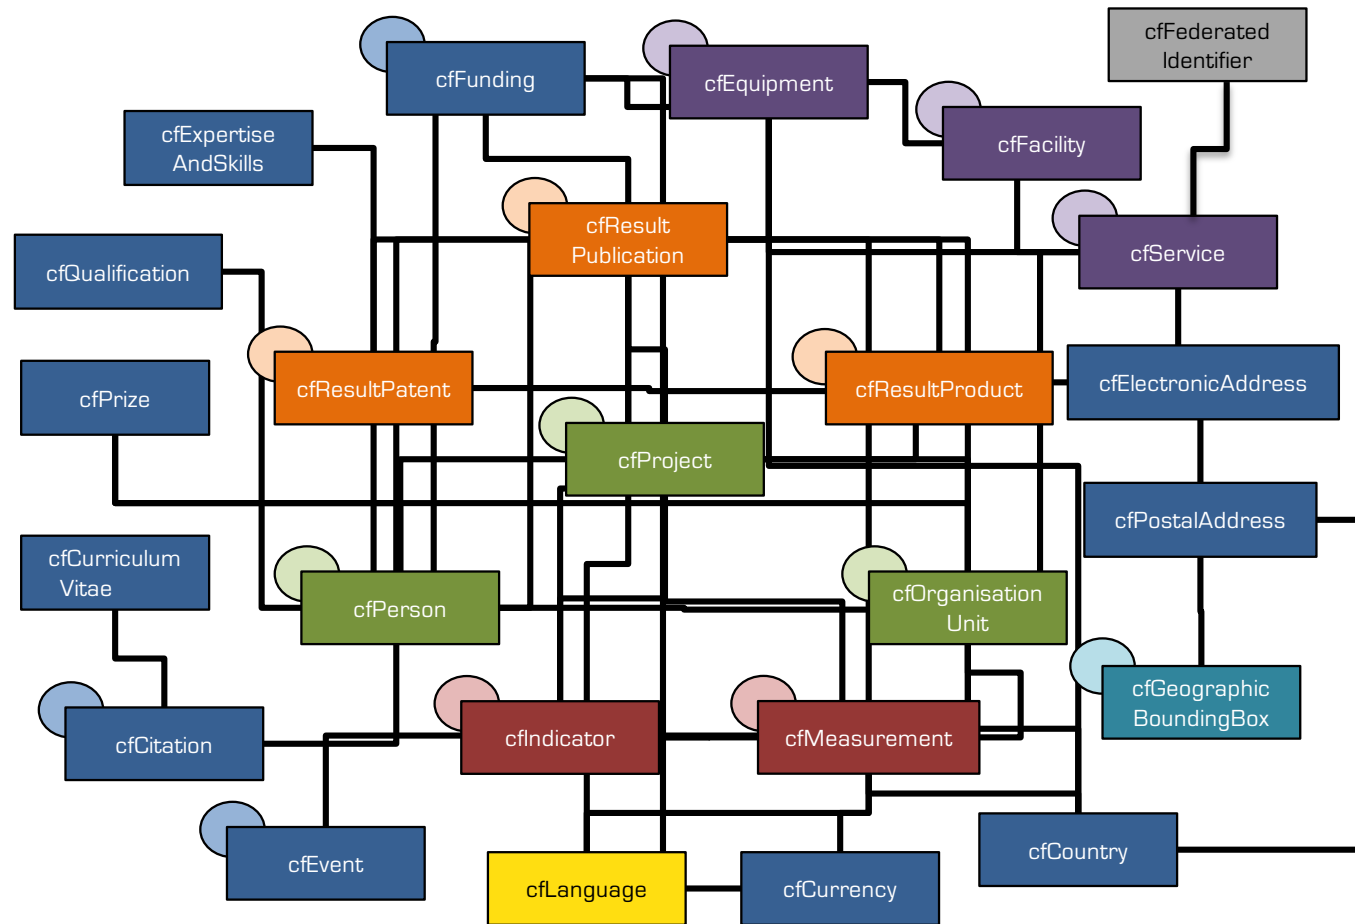 cfFederated
Identifier
cfFunding
cfEquipment
cfFacility
cfExpertise
AndSkills
cfResult
Publication
cfService
cfQualification
cfResultPatent
cfResultProduct
cfElectronicAddress
cfPrize
cfProject
cfPostalAddress
cfCurriculum
Vitae
cfPerson
cfOrganisation
Unit
cfGeographic
BoundingBox
cfCitation
cfIndicator
cfMeasurement
cfEvent
cfLanguage
cfCurrency
cfCountry